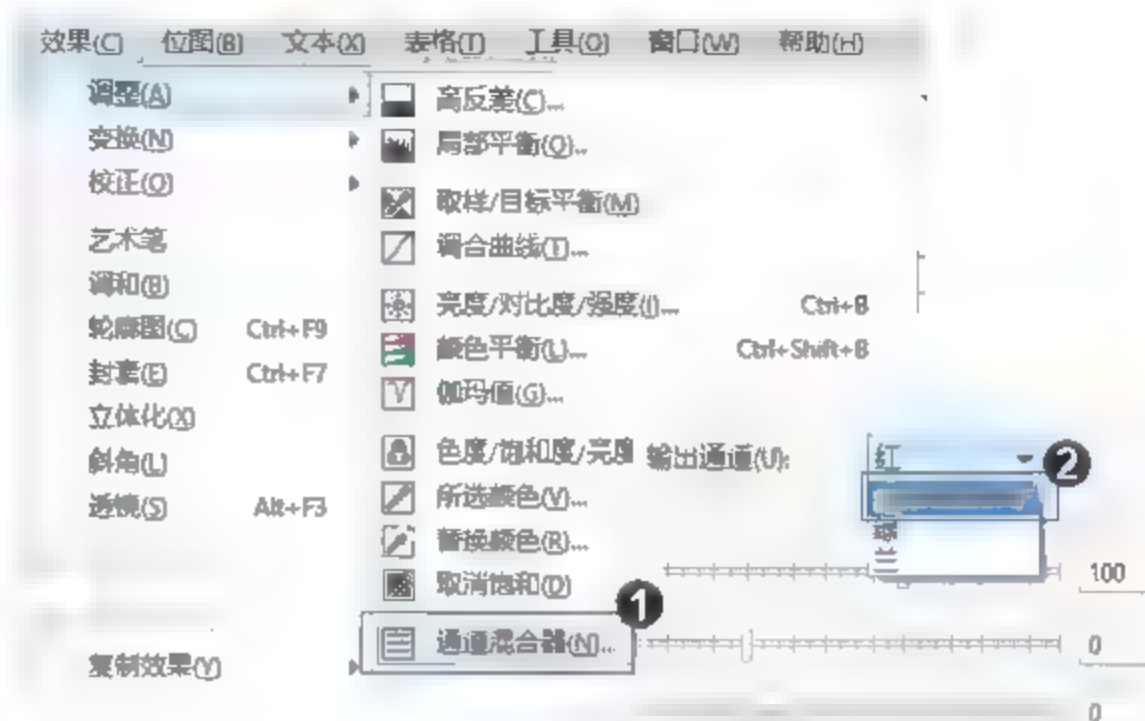 效果(C) 位图(B) 文本(X) 表格(T) 工具(O) 窗口(W) 帮助(H)
调整(A)
变换(N)
校正(O)
艺术笔
调和(B)
轮廓图(C) Ctrl+F9
封套(E) Ctrl+F7
立体化(X)
斜角(L)
透镜(S) Alt+F3
复制效果(Y)
高反差(C)...
局部平衡(O)...
取样/目标平衡(M)
调合曲线(T)...
亮度/对比度/强度(I)... Ctrl+B
颜色平衡(L)... Ctrl+Shift+B
伽玛值(G)...
色度/饱和度/亮度
所选颜色(V)...
替换颜色(R)...
取消饱和(D)
通道混合器(N)...
1
输出通道(U):
红
2
100
0
0